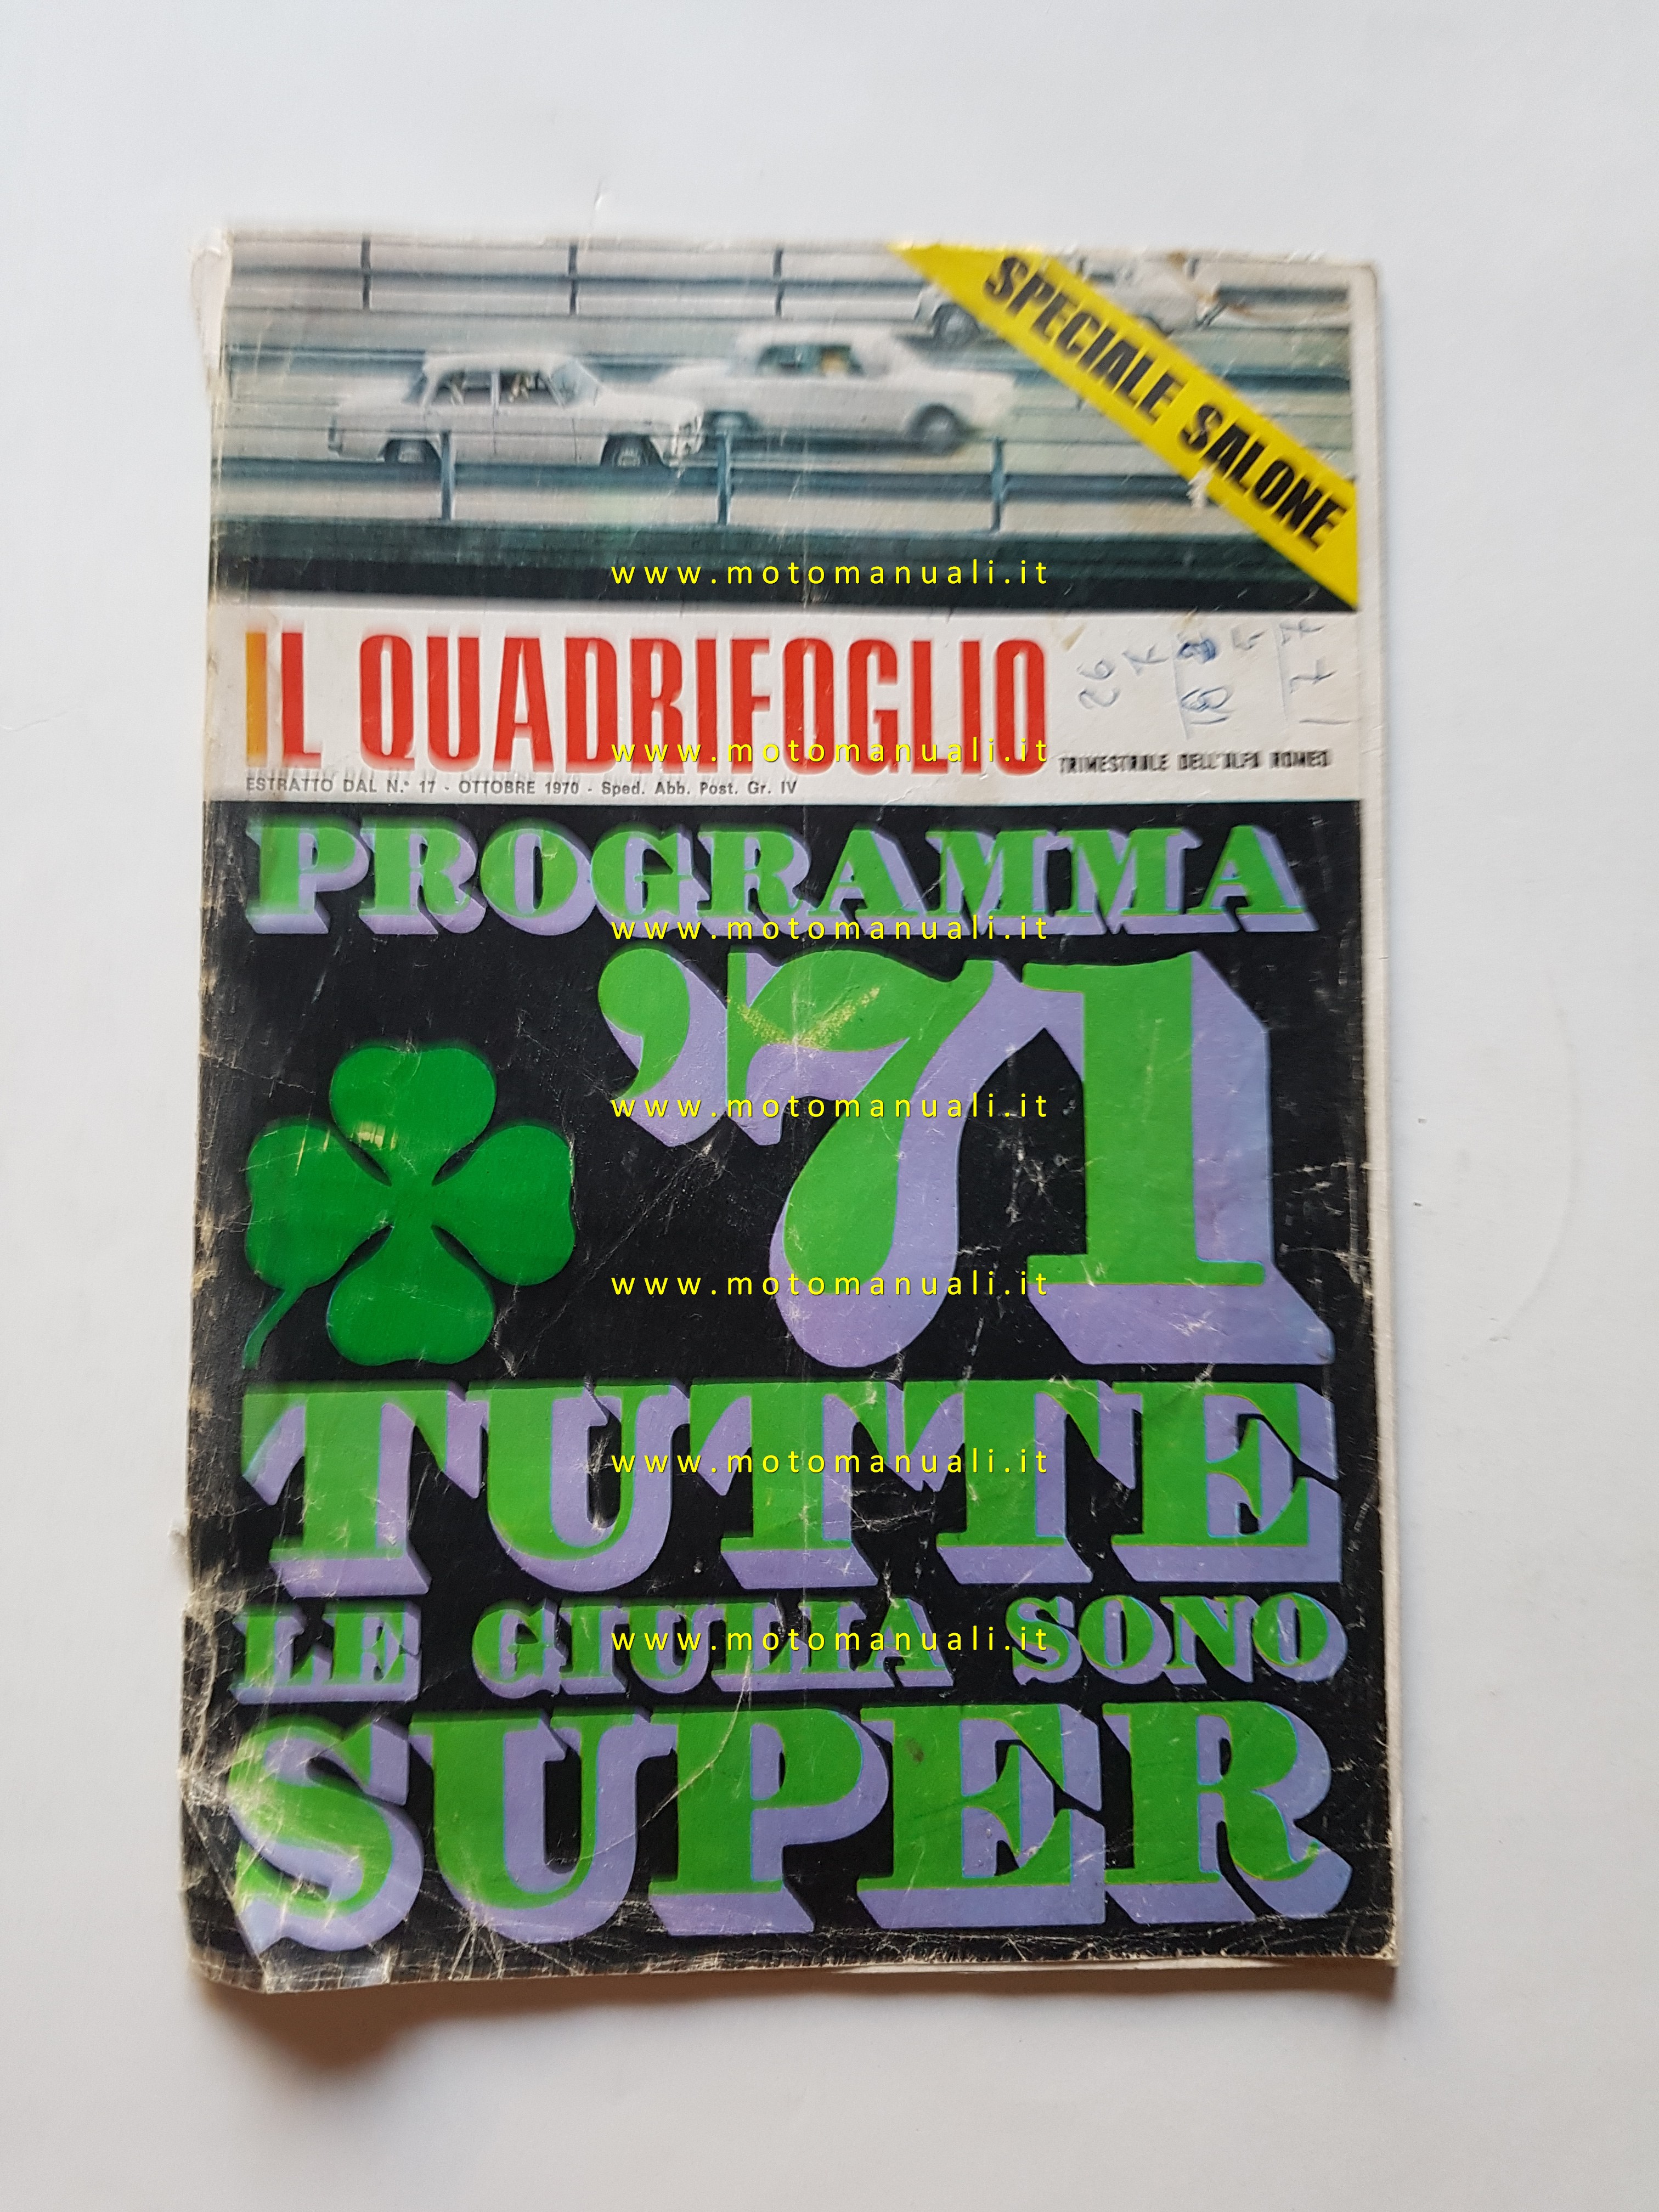 SPECIALE SALONE
www.motomanuali.it
IL QUADRIFOGLIO
www.motomanuali.it
TRIMESTRALE DELL'ALFA ROMEO
ESTRATTO DAL N.° 17 - OTTOBRE 1970 - Sped. Abb. Post. Gr. IV
PROGRAMMA
www.motomanuali.it
'71
www.motomanuali.it
www.motomanuali.it
TUTTE
www.motomanuali.it
LE GIULIA SONO
www.motomanuali.it
SUPER